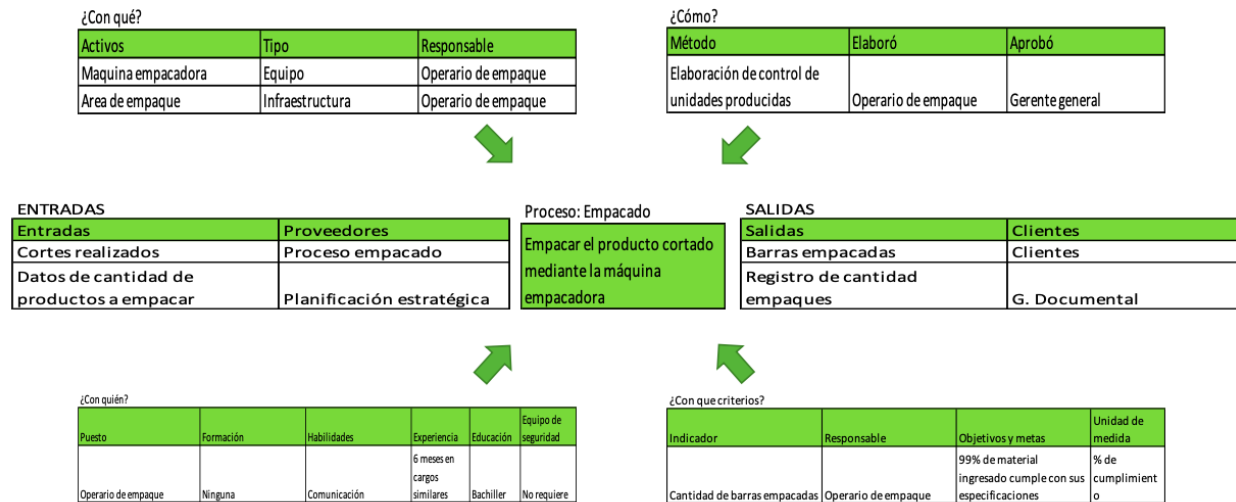 ¿Con qué?
Activos Tipo Responsable
Maquina empacadora Equipo Operario de empaque
Area de empaque Infraestructura Operario de empaque
¿Cómo?
Método Elaboró Aprobó
Elaboración de control de
unidades producidas Operario de empaque Gerente general
ENTRADAS
Entradas Proveedores
Cortes realizados Proceso empacado
Datos de cantidad de
productos a empacar Planificación estratégica
Proceso: Empacado
Empacar el producto cortado
mediante la máquina
empacadora
SALIDAS
Salidas Clientes
Barras empacadas Clientes
Registro de cantidad
empaques G. Documental
¿Con quién?
Puesto Formación Habilidades Experiencia Educación Equipo de
seguridad
Operario de empaque Ninguna Comunicación 6 meses en
cargos
similares Bachiller No requiere
¿Con que criterios?
Indicador Responsable Objetivos y metas Unidad de
medida
Cantidad de barras empacadas Operario de empaque 99% de material
ingresado cumple con sus
especificaciones % de
cumplimient
o